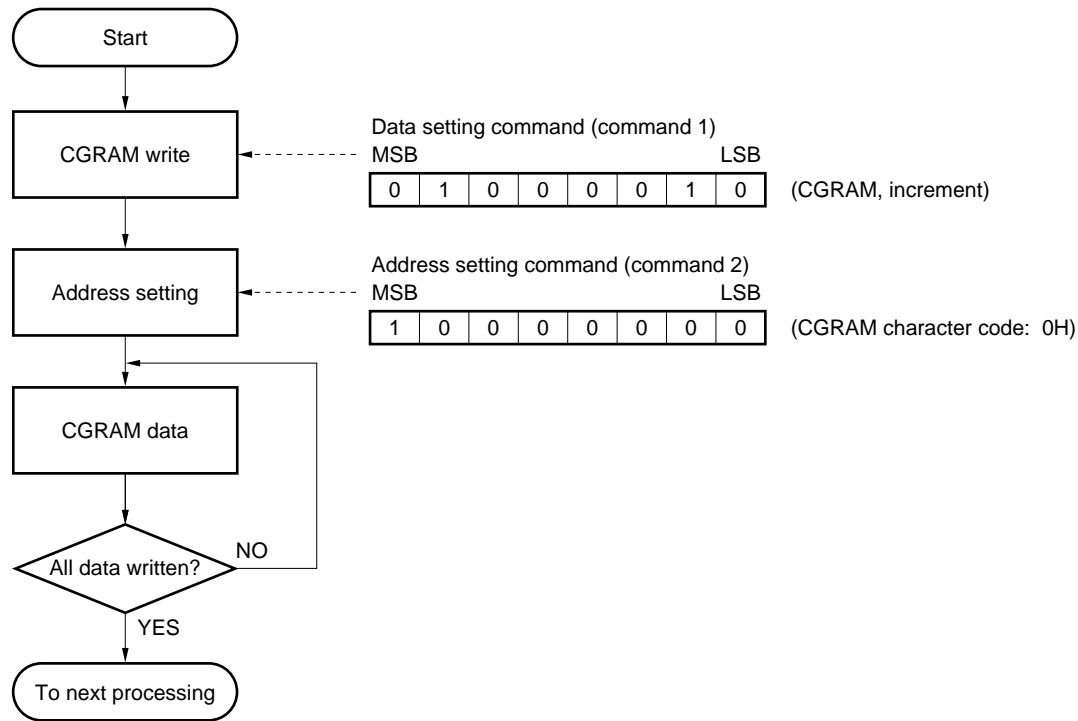 Start
CGRAM write
Data setting command (command 1)
MSB LSB
0 1 0 0 0 0 1 0 (CGRAM, increment)
Address setting
Address setting command (command 2)
MSB LSB
1 0 0 0 0 0 0 0 (CGRAM character code: 0H)
CGRAM data
All data written?
NO
YES
To next processing